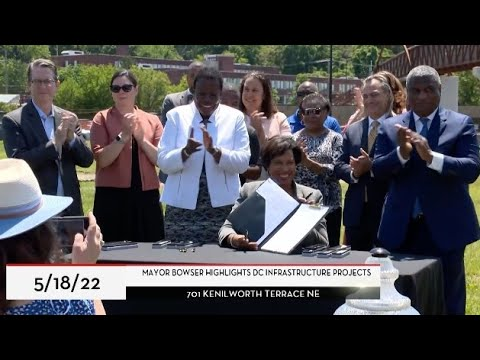 5/18/22
MAYOR BOWSER HIGHLIGHTS DC INFRASTRUCTURE PROJECTS
701 KENILWORTH TERRACE NE